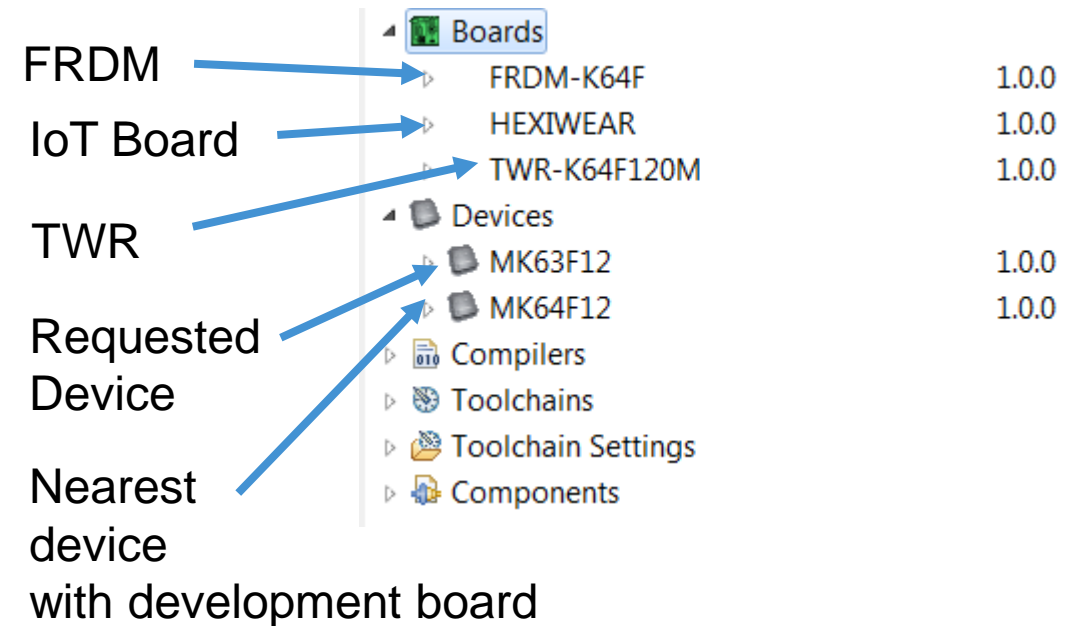 FRDM
IoT Board
TWR
Requested
Device
Nearest
device
with development board
Boards
FRDM-K64F 1.0.0
HEXIWEAR 1.0.0
TWR-K64F120M 1.0.0
Devices
MK63F12 1.0.0
MK64F12 1.0.0
Compilers
Toolchains
Toolchain Settings
Components